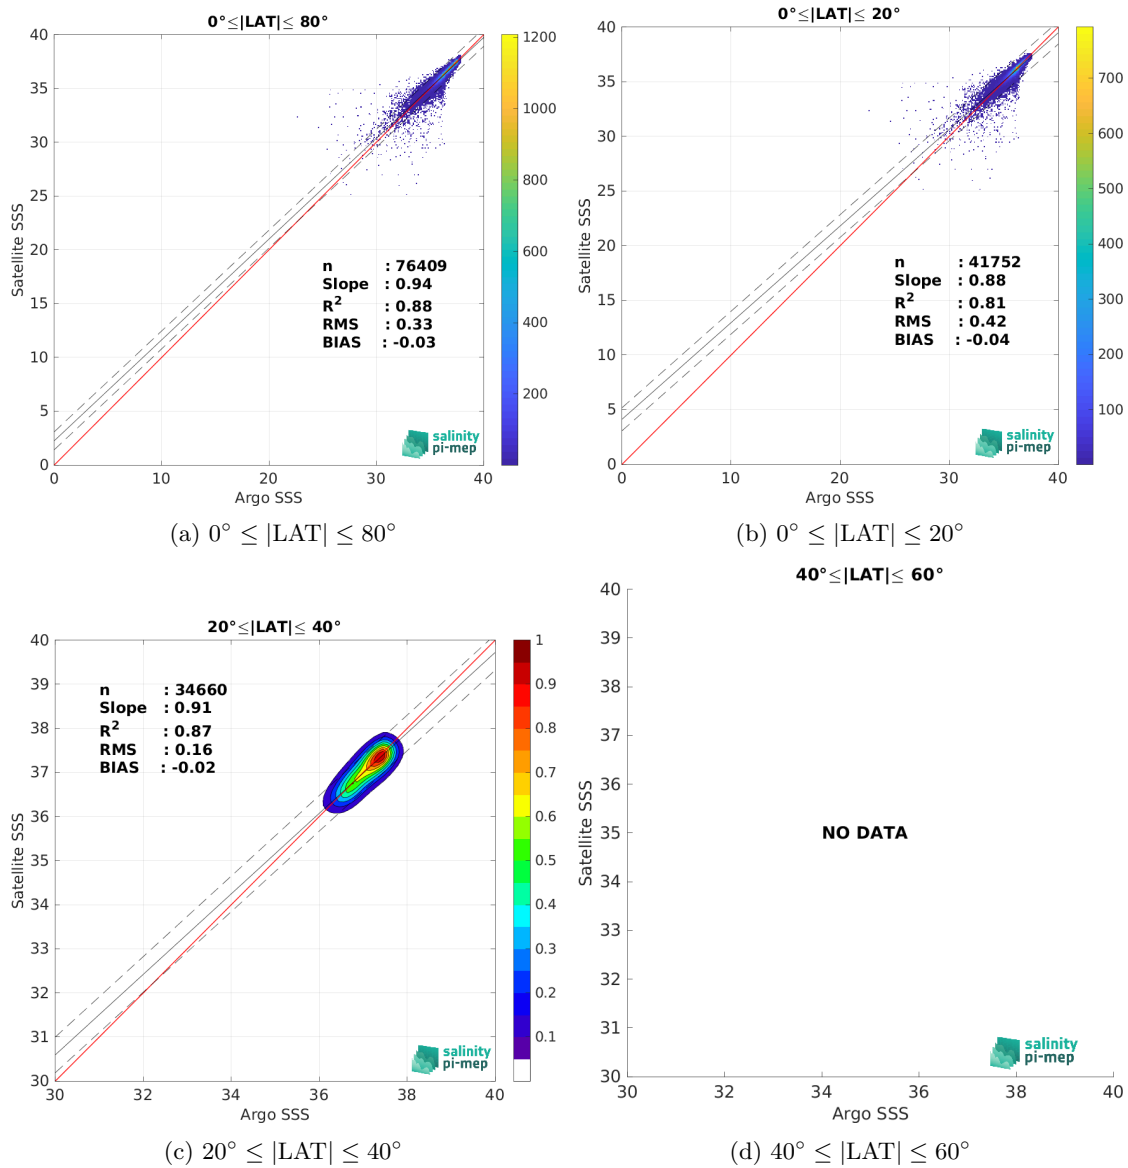 0°≤|LAT|≤ 80°
40
35
30
25
20
15
10
5
0
Satellite SSS
n : 76409
Slope : 0.94
R² : 0.88
RMS : 0.33
BIAS : -0.03
salinity
pi-mep
0 10 20 30 40
Argo SSS
1200
1000
800
600
400
200
(a) 0° ≤ |LAT| ≤ 80°
0°≤|LAT|≤ 20°
40
35
30
25
20
15
10
5
0
Satellite SSS
n : 41752
Slope : 0.88
R² : 0.81
RMS : 0.42
BIAS : -0.04
salinity
pi-mep
0 10 20 30 40
Argo SSS
700
600
500
400
300
200
100
(b) 0° ≤ |LAT| ≤ 20°
20°≤|LAT|≤ 40°
40
39
38
37
36
35
34
33
32
31
30
Satellite SSS
n : 34660
Slope : 0.91
R² : 0.87
RMS : 0.16
BIAS : -0.02
salinity
pi-mep
30 32 34 36 38 40
Argo SSS
1
0.9
0.8
0.7
0.6
0.5
0.4
0.3
0.2
0.1
(c) 20° ≤ |LAT| ≤ 40°
40°≤|LAT|≤ 60°
40
39
38
37
36
35
34
33
32
31
30
Satellite SSS
NO DATA
salinity
pi-mep
30 32 34 36 38 40
Argo SSS
(d) 40° ≤ |LAT| ≤ 60°